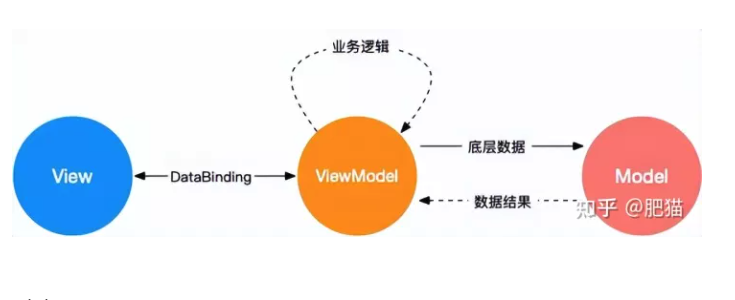 业务逻辑
View
DataBinding
ViewModel
底层数据
Model
数据结果
知乎 @肥猫